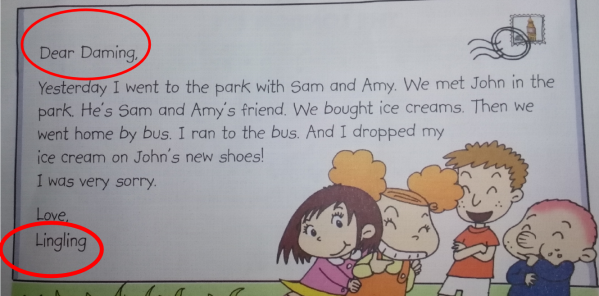 Dear Daming,
Yesterday I went to the park with Sam and Amy. We met John in the
park. He's Sam and Amy's friend. We bought ice creams. Then we
went home by bus. I ran to the bus. And I dropped my
ice cream on John's new shoes!
I was very sorry.
Love,
Lingling